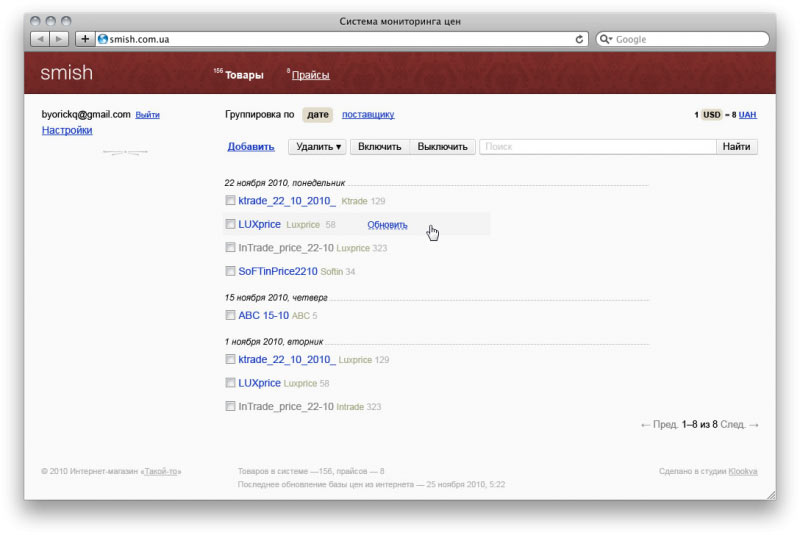 Система мониторинга цен
smish.com.ua
Google
smish
156 Товары 8 Прайсы
byorickq@gmail.com Выйти
Настройки
Группировка по дате поставщику
1 USD = 8 UAH
Добавить Удалить ▾ Включить Выключить Поиск Найти
22 ноября 2010, понедельник
ktrade_22_10_2010_ Ktrade 129
LUXprice Luxprice 58 Обновить
InTrade_price_22-10 Luxprice 323
SoFTinPrice2210 Softin 34
15 ноября 2010, четверг
ABC 15-10 ABC 5
1 ноября 2010, вторник
ktrade_22_10_2010_ Luxprice 129
LUXprice Luxprice 58
InTrade_price_22-10 Intrade 323
← Пред. 1–8 из 8 След. →
© 2010 Интернет-магазин «Такой-то»
Товаров в системе —156, прайсов — 8
Последнее обновление базы цен из интернета — 25 ноября 2010, 5:22
Сделано в студии Klookva